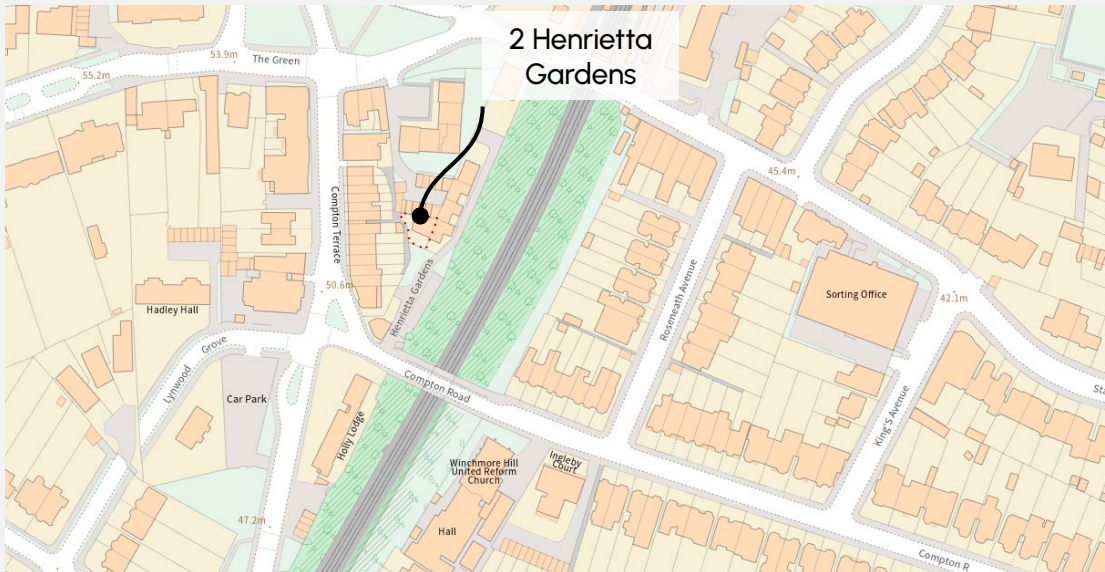 2 Henrietta
Gardens
53.9m
The Green
55.2m
Compton Terrace
45.4m
50.6m
Henrietta Gardens
Roseneath Avenue
Sorting Office
42.1m
Hadley Hall
Lynwood Grove
Car Park
Compton Road
Holly Lodge
King'S Avenue
Winchmore Hill
United Reform
Church
Ingleby
Court
47.2m
Hall
Compton R